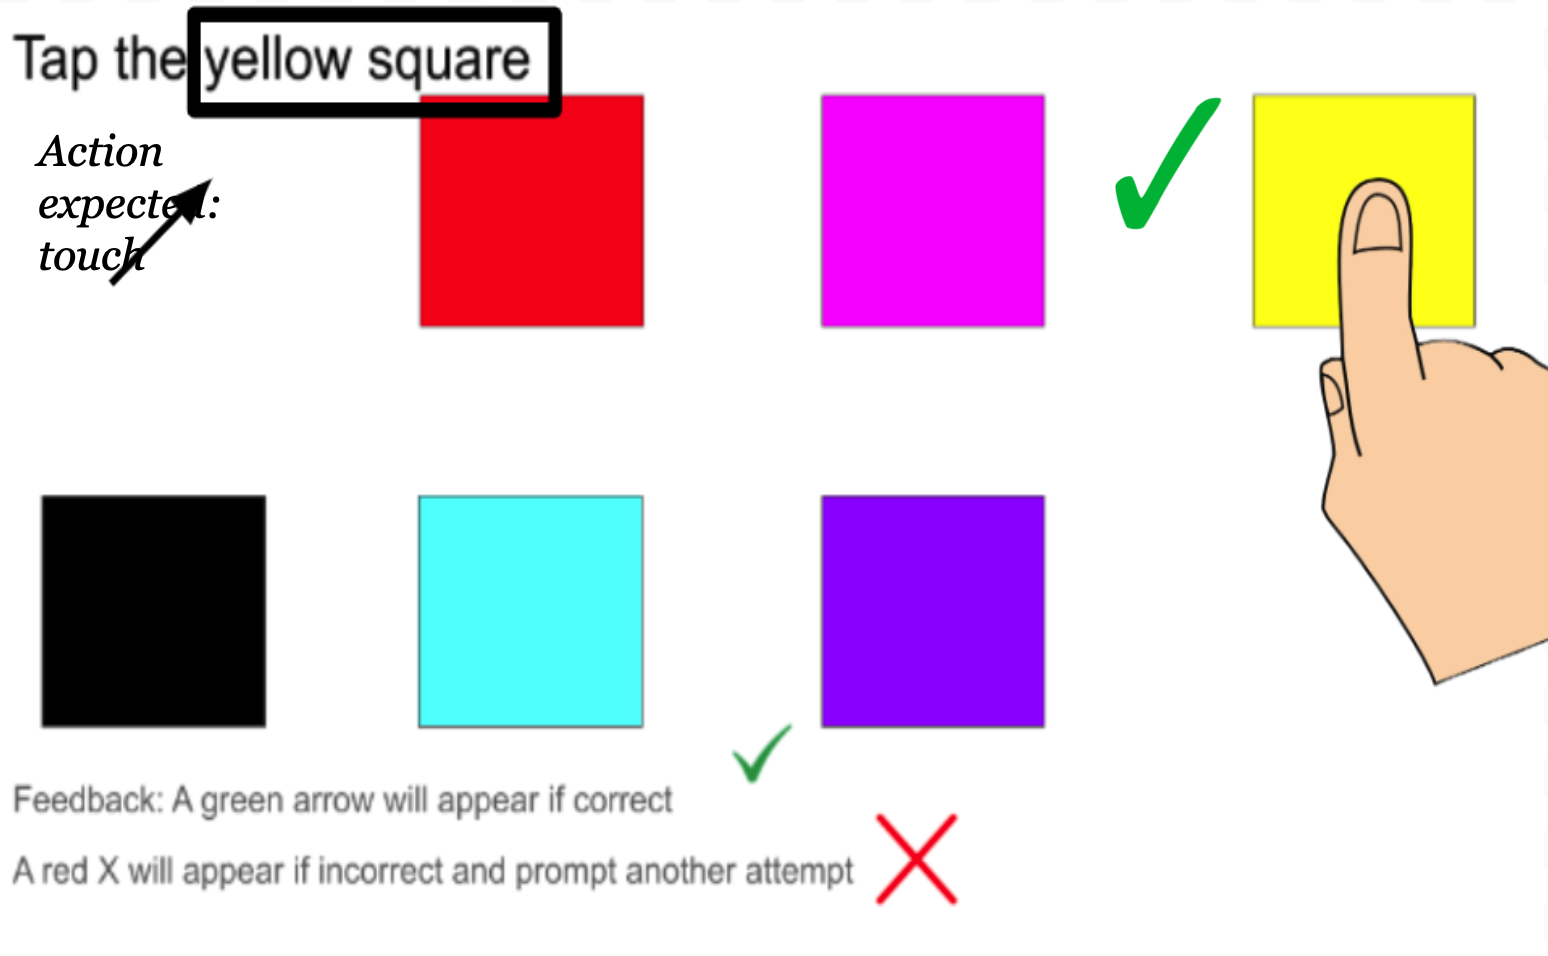 Tap the yellow square
Action
expected:
touch
Feedback: A green arrow will appear if correct
A red X will appear if incorrect and prompt another attempt